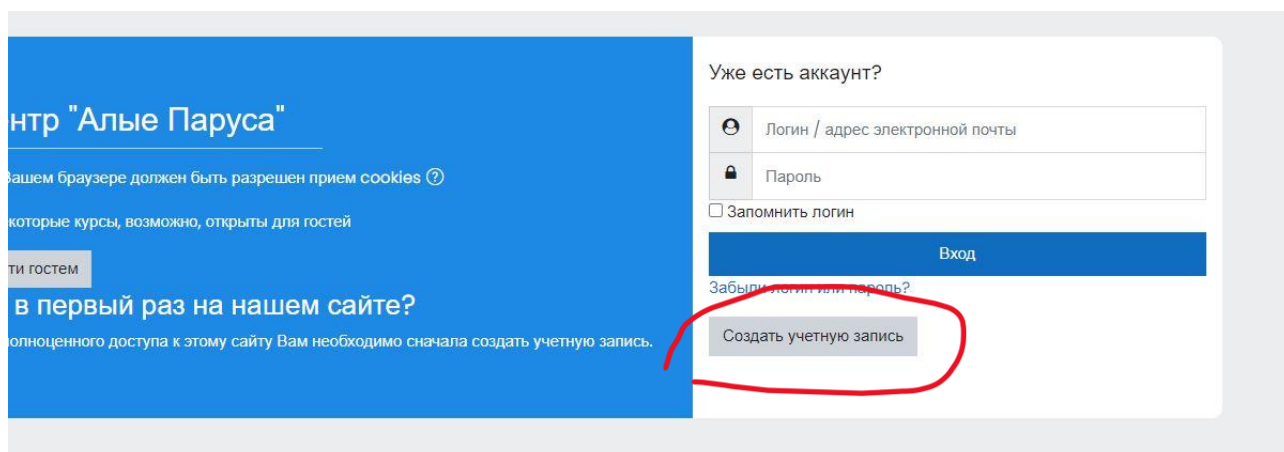 нтр "Алые Паруса"
Вашем браузере должен быть разрешен прием cookies
которые курсы, возможно, открыты для гостей
ти гостем
в первый раз на нашем сайте?
олноценного доступа к этому сайту Вам необходимо сначала создать учетную запись.
Уже есть аккаунт?
Логин / адрес электронной почты
Пароль
Запомнить логин
Вход
Забыли логин или пароль?
Создать учетную запись